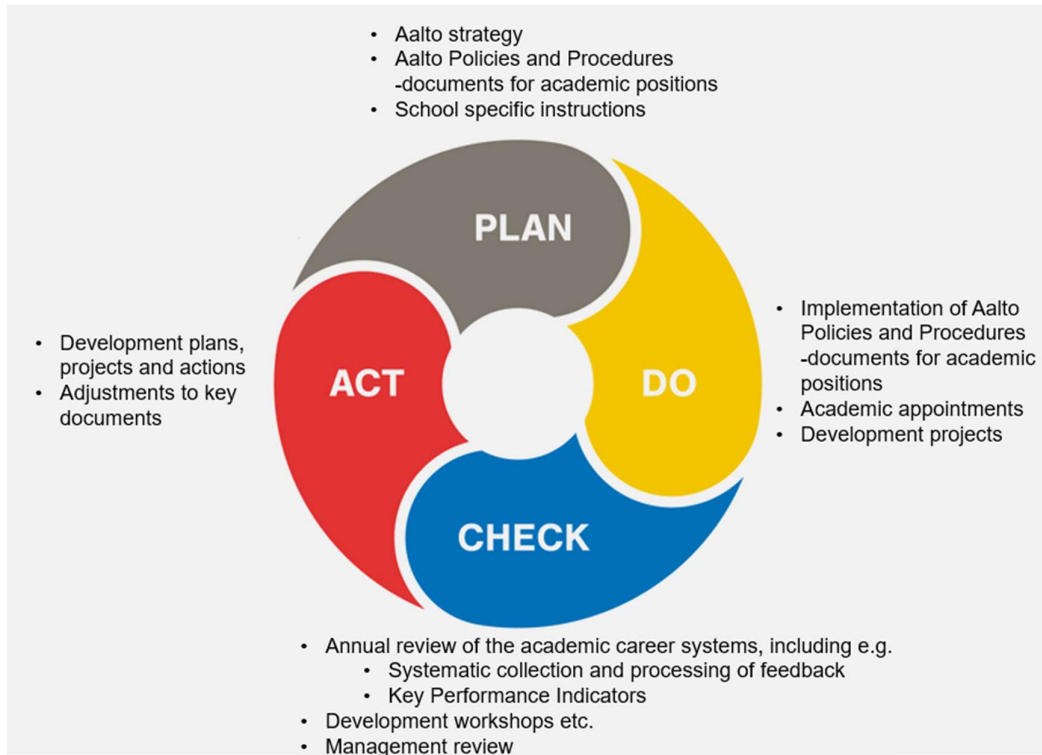 • Aalto strategy
• Aalto Policies and Procedures
-documents for academic positions
• School specific instructions
PLAN
DO
• Implementation of Aalto
Policies and Procedures
-documents for academic
positions
• Academic appointments
• Development projects
CHECK
• Annual review of the academic career systems, including e.g.
• Systematic collection and processing of feedback
• Key Performance Indicators
• Development workshops etc.
• Management review
ACT
• Development plans,
projects and actions
• Adjustments to key
documents